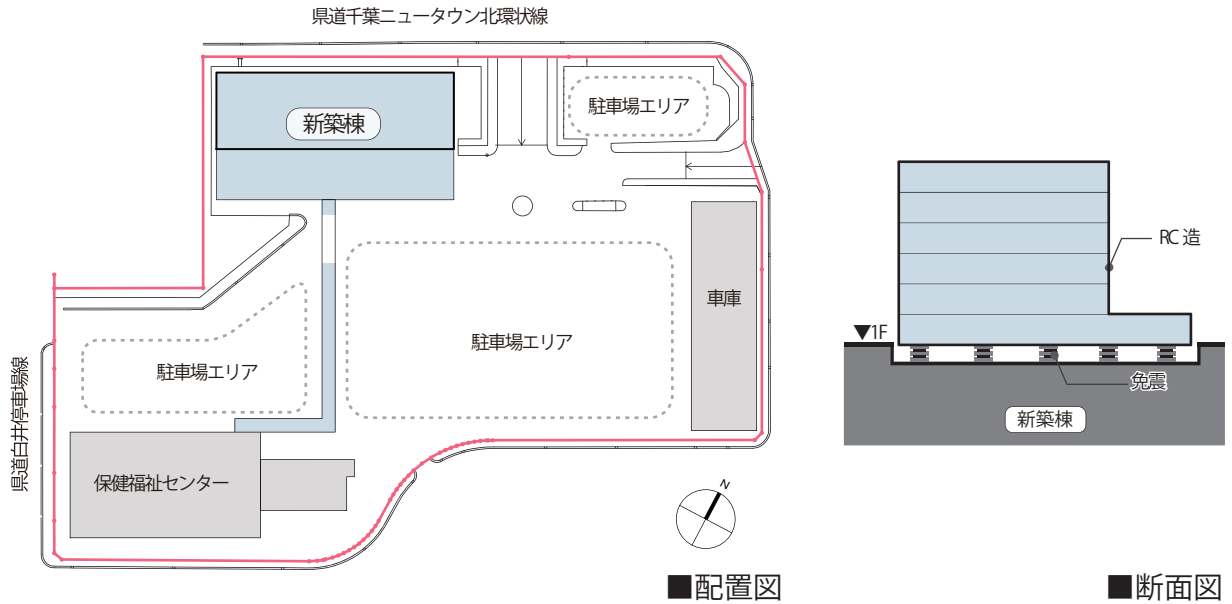 県道千葉ニュータウン北環状線
駐車場エリア
新築棟
車庫
駐車場エリア
駐車場エリア
県道白井停車場線
保健福祉センター
N
■配置図
RC 造
▼1F
免震
新築棟
■断面図